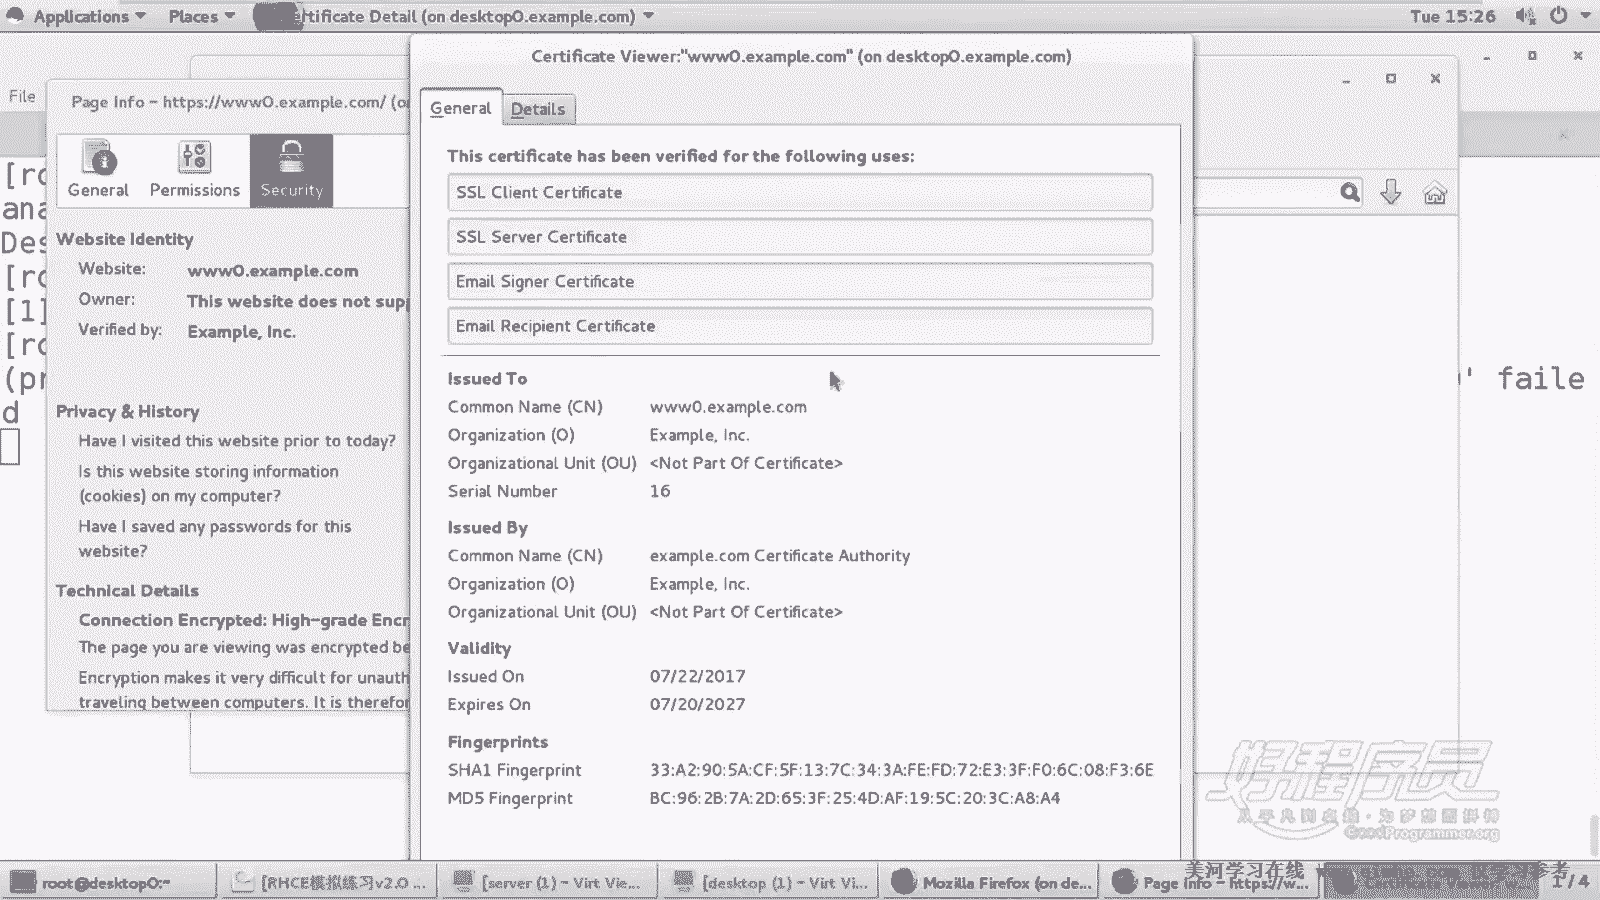 Applications Places rtificate Detail (on desktop0.example.com) Tue 15:26
Certificate Viewer:"www0.example.com" (on desktop0.example.com)
File
Page Info - https://www0.example.com/ (o
General Details
General Permissions Security
This certificate has been verified for the following uses:
SSL Client Certificate
SSL Server Certificate
Email Signer Certificate
Email Recipient Certificate
[ro
ana
Des
[ro
[1]
[ro
(pr
' faile
d
Website Identity
Website: www0.example.com
Owner: This website does not supp
Verified by: Example, Inc.
Privacy & History
Have I visited this website prior to today?
Is this website storing information
(cookies) on my computer?
Have I saved any passwords for this
website?
Technical Details
Connection Encrypted: High-grade Encr
The page you are viewing was encrypted be
Encryption makes it very difficult for unauth
traveling between computers. It is therefor
Issued To
Common Name (CN) www0.example.com
Organization (O) Example, Inc.
Organizational Unit (OU) <Not Part Of Certificate>
Serial Number 16
Issued By
Common Name (CN) example.com Certificate Authority
Organization (O) Example, Inc.
Organizational Unit (OU) <Not Part Of Certificate>
Validity
Issued On 07/22/2017
Expires On 07/20/2027
Fingerprints
SHA1 Fingerprint 33:A2:90:5A:CF:5F:13:7C:34:3A:FE:FD:72:E3:3F:F0:6C:08:F3:6E
MD5 Fingerprint BC:96:2B:7A:2D:65:3F:25:4D:AF:19:5C:20:3C:A8:A4
好程序员
GoodProgrammer.org
美河学习在线 仅学习参考
root@desktop0:~ [RHCE模拟练习v2.0 ... [server (1) - Virt Vie... [desktop (1) - Virt Vi... Mozilla Firefox (on de... Page Info - https://w... 1 / 4